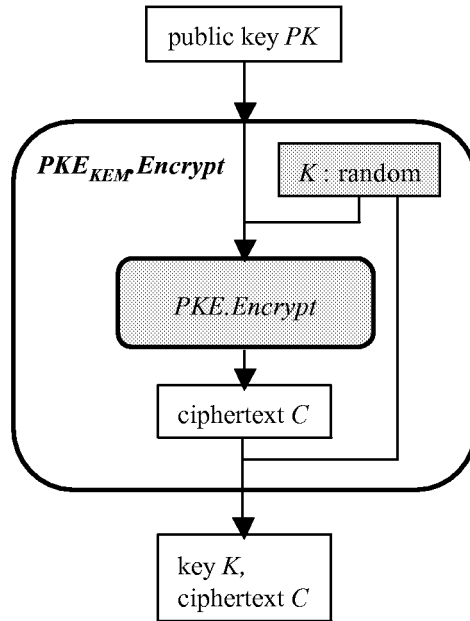 public key PK
PKE_KEM.Encrypt
K : random
PKE.Encrypt
ciphertext C
key K,
ciphertext C